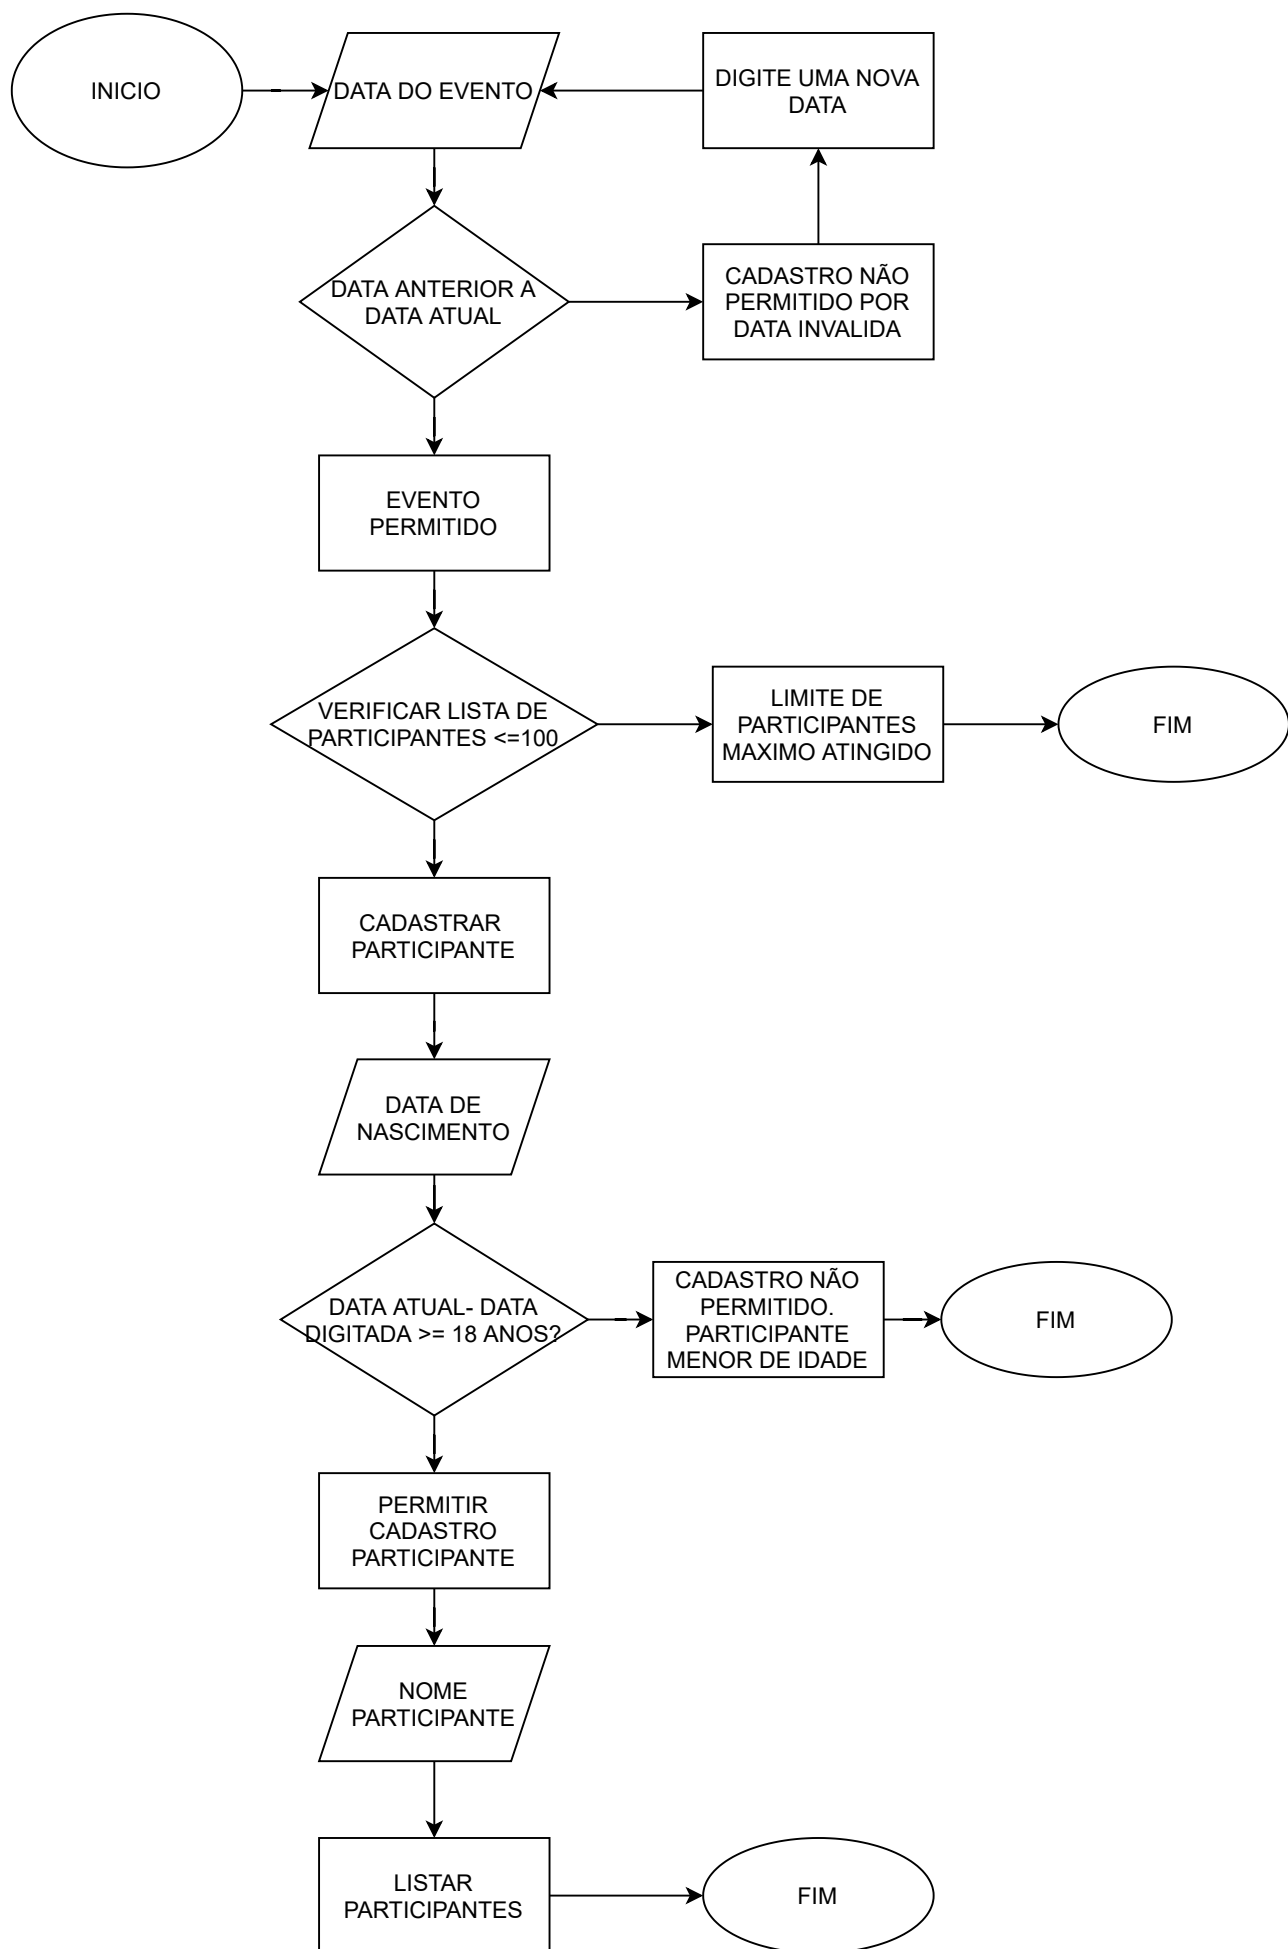 INICIO
DATA DO EVENTO
DIGITE UMA NOVA
DATA
DATA ANTERIOR A
DATA ATUAL
CADASTRO NÃO
PERMITIDO POR
DATA INVALIDA
EVENTO
PERMITIDO
VERIFICAR LISTA DE
PARTICIPANTES <=100
LIMITE DE
PARTICIPANTES
MAXIMO ATINGIDO
FIM
CADASTRAR
PARTICIPANTE
DATA DE
NASCIMENTO
DATA ATUAL- DATA
DIGITADA >= 18 ANOS?
CADASTRO NÃO
PERMITIDO.
PARTICIPANTE
MENOR DE IDADE
FIM
PERMITIR
CADASTRO
PARTICIPANTE
NOME
PARTICIPANTE
LISTAR
PARTICIPANTES
FIM